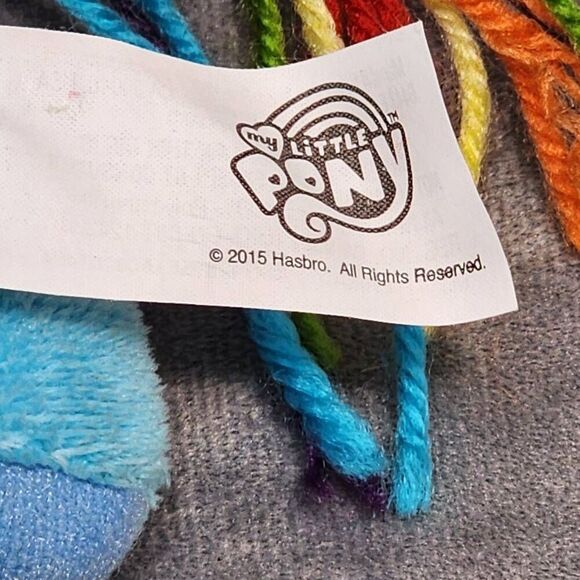 my
LiTTLE
PONY
TM
© 2015 Hasbro. All Rights Reserved.